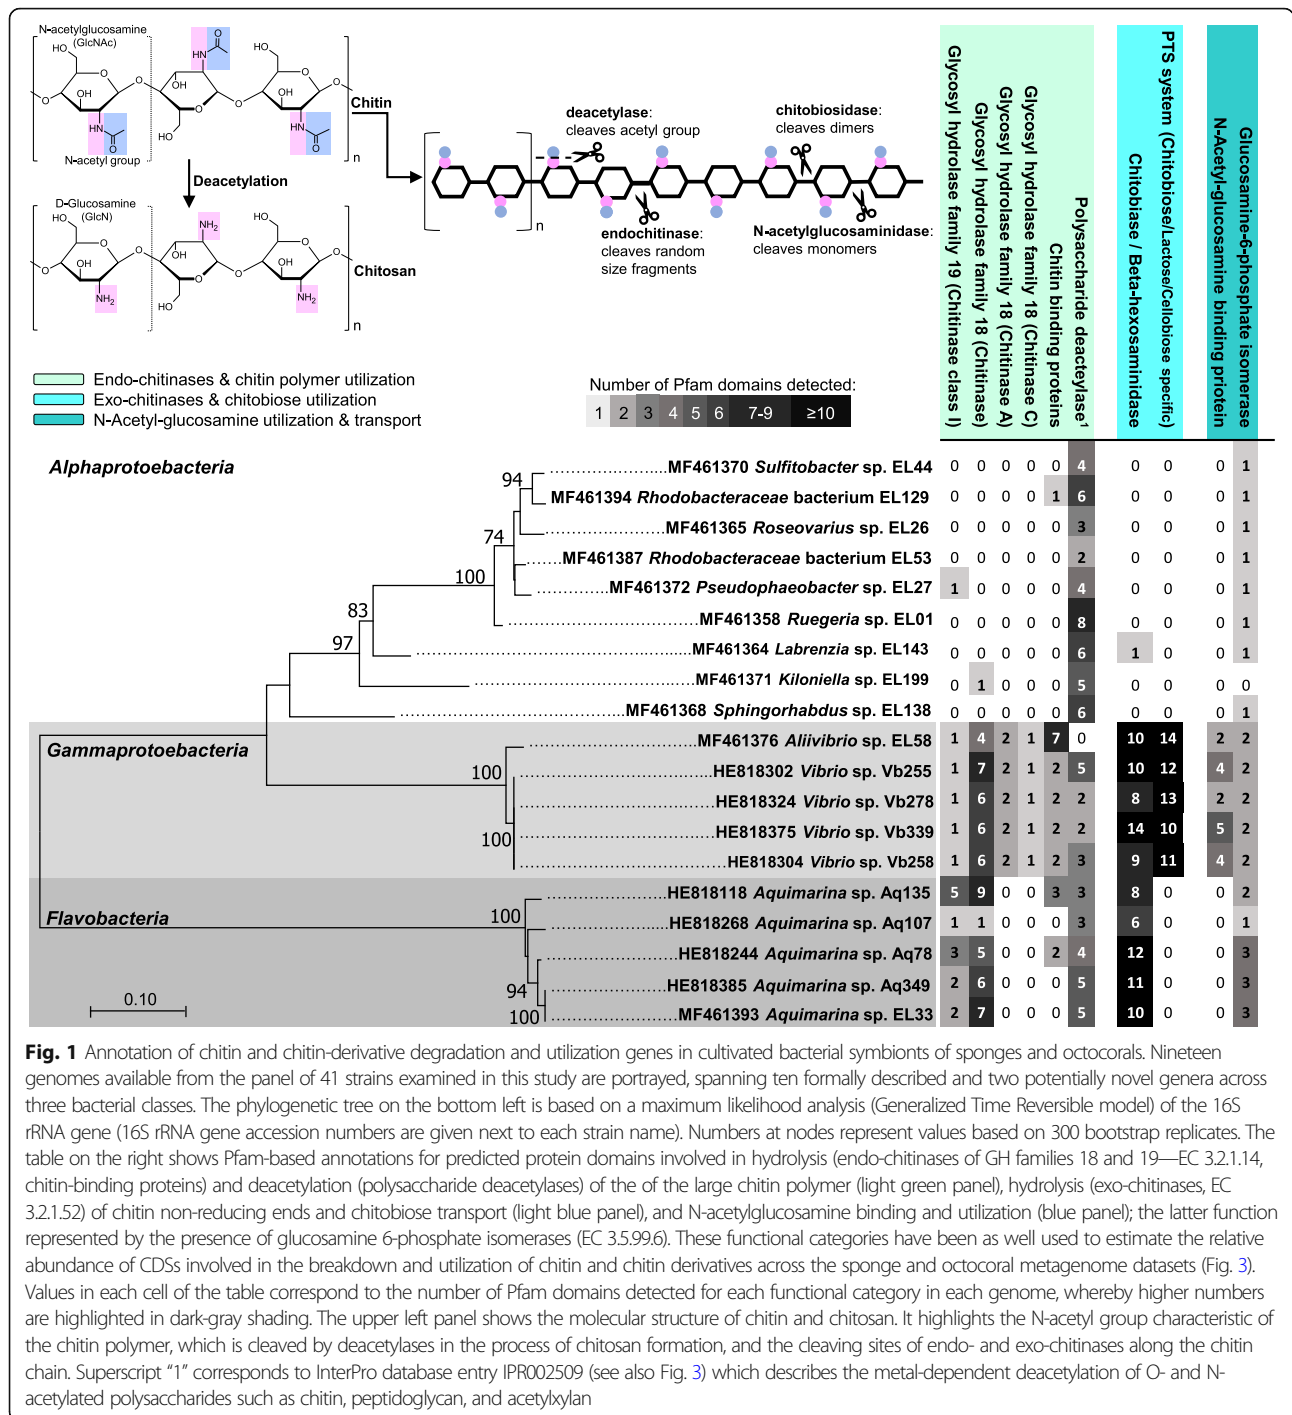 N-acetylglucosamine
(GlcNAc)
HO
O
HN
O
O
HO
O
O
OH
O
O
O
OH
HN
O
OH
O
HO
OH
HN
O
N-acetyl group
n
Chitin
Deacetylation
D-Glucosamine
(GlcN)
HO
O
NH₂
HO
O
O
OH
O
O
O
OH
NH₂
OH
O
HO
OH
NH₂
n
Chitosan
deacetylase:
cleaves acetyl group
chitobiosidase:
cleaves dimers
n
endochitinase:
cleaves random
size fragments
N-acetylglucosaminidase:
cleaves monomers
Endo-chitinases & chitin polymer utilization
Exo-chitinases & chitobiose utilization
N-Acetyl-glucosamine utilization & transport
Number of Pfam domains detected:
1 2 3 4 5 6 7-9 ≥10
Glycosyl hydrolase family 19 (Chitinase class I)
Glycosyl hydrolase family 18 (Chitinase)
Glycosyl hydrolase family 18 (Chitinase A)
Glycosyl hydrolase family 18 (Chitinase C)
Chitin binding proteins
Polysaccharide deacteylase¹
Chitobiase / Beta-hexosaminidase
PTS system (Chitobiose/Lactose/Cellobiose specific)
N-Acetyl-glucosamine binding priotein
Glucosamine-6-phosphate isomerase
Alphaprotoebacteria
94
74
100
83
97
MF461370 Sulfitobacter sp. EL44 0 0 0 0 0 4 0 0 0 1
MF461394 Rhodobacteraceae bacterium EL129 0 0 0 0 1 6 0 0 0 1
MF461365 Roseovarius sp. EL26 0 0 0 0 0 3 0 0 0 1
MF461387 Rhodobacteraceae bacterium EL53 0 0 0 0 0 2 0 0 0 1
MF461372 Pseudophaeobacter sp. EL27 1 0 0 0 0 4 0 0 0 1
MF461358 Ruegeria sp. EL01 0 0 0 0 0 8 0 0 0 1
MF461364 Labrenzia sp. EL143 0 0 0 0 0 6 1 0 0 1
MF461371 Kiloniella sp. EL199 0 1 0 0 0 5 0 0 0 0
MF461368 Sphingorhabdus sp. EL138 0 0 0 0 0 6 0 0 0 1
Gammaprotoebacteria
100
100
MF461376 Aliivibrio sp. EL58 1 4 2 1 7 0 10 14 2 2
HE818302 Vibrio sp. Vb255 1 7 2 1 2 5 10 12 4 2
HE818324 Vibrio sp. Vb278 1 6 2 1 2 2 8 13 2 2
HE818375 Vibrio sp. Vb339 1 6 2 1 2 2 14 10 5 2
HE818304 Vibrio sp. Vb258 1 6 2 1 2 3 9 11 4 2
Flavobacteria
100
94
100
HE818118 Aquimarina sp. Aq135 5 9 0 0 3 3 8 0 0 2
HE818268 Aquimarina sp. Aq107 1 1 0 0 0 3 6 0 0 1
HE818244 Aquimarina sp. Aq78 3 5 0 0 2 4 12 0 0 3
HE818385 Aquimarina sp. Aq349 2 6 0 0 0 5 11 0 0 3
MF461393 Aquimarina sp. EL33 2 7 0 0 0 5 10 0 0 3
0.10
Fig. 1 Annotation of chitin and chitin-derivative degradation and utilization genes in cultivated bacterial symbionts of sponges and octocorals. Nineteen
genomes available from the panel of 41 strains examined in this study are portrayed, spanning ten formally described and two potentially novel genera across
three bacterial classes. The phylogenetic tree on the bottom left is based on a maximum likelihood analysis (Generalized Time Reversible model) of the 16S
rRNA gene (16S rRNA gene accession numbers are given next to each strain name). Numbers at nodes represent values based on 300 bootstrap replicates. The
table on the right shows Pfam-based annotations for predicted protein domains involved in hydrolysis (endo-chitinases of GH families 18 and 19—EC 3.2.1.14,
chitin-binding proteins) and deacetylation (polysaccharide deacetylases) of the of the large chitin polymer (light green panel), hydrolysis (exo-chitinases, EC
3.2.1.52) of chitin non-reducing ends and chitobiose transport (light blue panel), and N-acetylglucosamine binding and utilization (blue panel); the latter function
represented by the presence of glucosamine 6-phosphate isomerases (EC 3.5.99.6). These functional categories have been as well used to estimate the relative
abundance of CDSs involved in the breakdown and utilization of chitin and chitin derivatives across the sponge and octocoral metagenome datasets (Fig. 3).
Values in each cell of the table correspond to the number of Pfam domains detected for each functional category in each genome, whereby higher numbers
are highlighted in dark-gray shading. The upper left panel shows the molecular structure of chitin and chitosan. It highlights the N-acetyl group characteristic of
the chitin polymer, which is cleaved by deacetylases in the process of chitosan formation, and the cleaving sites of endo- and exo-chitinases along the chitin
chain. Superscript “1” corresponds to InterPro database entry IPR002509 (see also Fig. 3) which describes the metal-dependent deacetylation of O- and N-
acetylated polysaccharides such as chitin, peptidoglycan, and acetylxylan